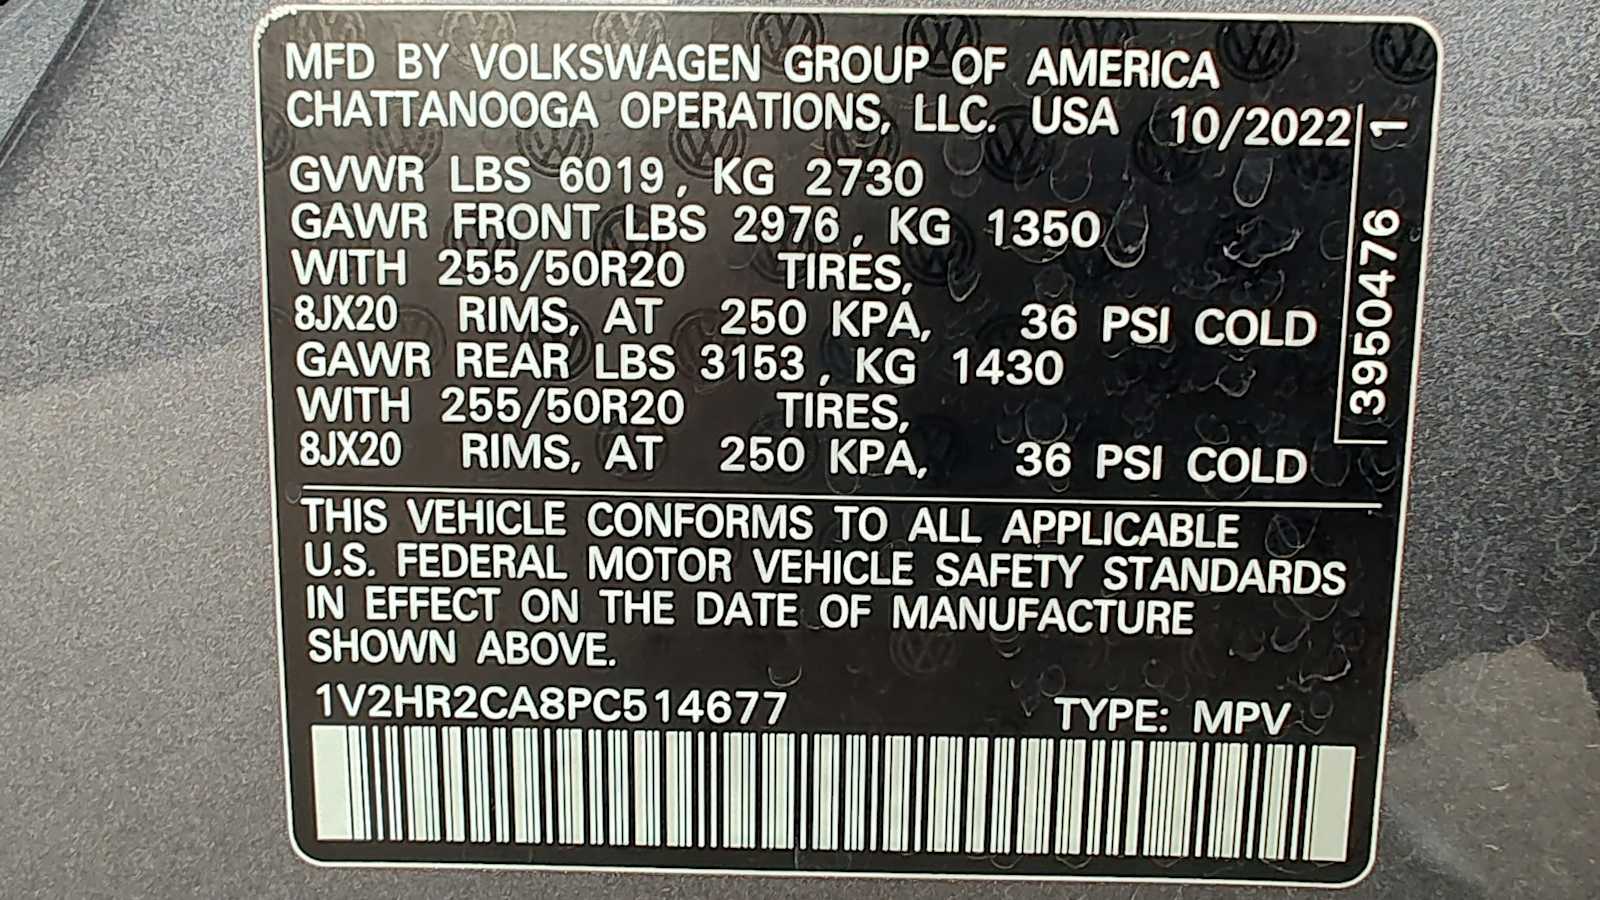 MFD BY VOLKSWAGEN GROUP OF AMERICA
CHATTANOOGA OPERATIONS, LLC. USA 10/2022
GVWR LBS 6019, KG 2730
GAWR FRONT LBS 2976, KG 1350
WITH 255/50R20 TIRES,
8JX20 RIMS, AT 250 KPA, 36 PSI COLD
GAWR REAR LBS 3153, KG 1430
WITH 255/50R20 TIRES,
8JX20 RIMS, AT 250 KPA, 36 PSI COLD
3950476 1
THIS VEHICLE CONFORMS TO ALL APPLICABLE
U.S. FEDERAL MOTOR VEHICLE SAFETY STANDARDS
IN EFFECT ON THE DATE OF MANUFACTURE
SHOWN ABOVE.
1V2HR2CA8PC514677 TYPE: MPV